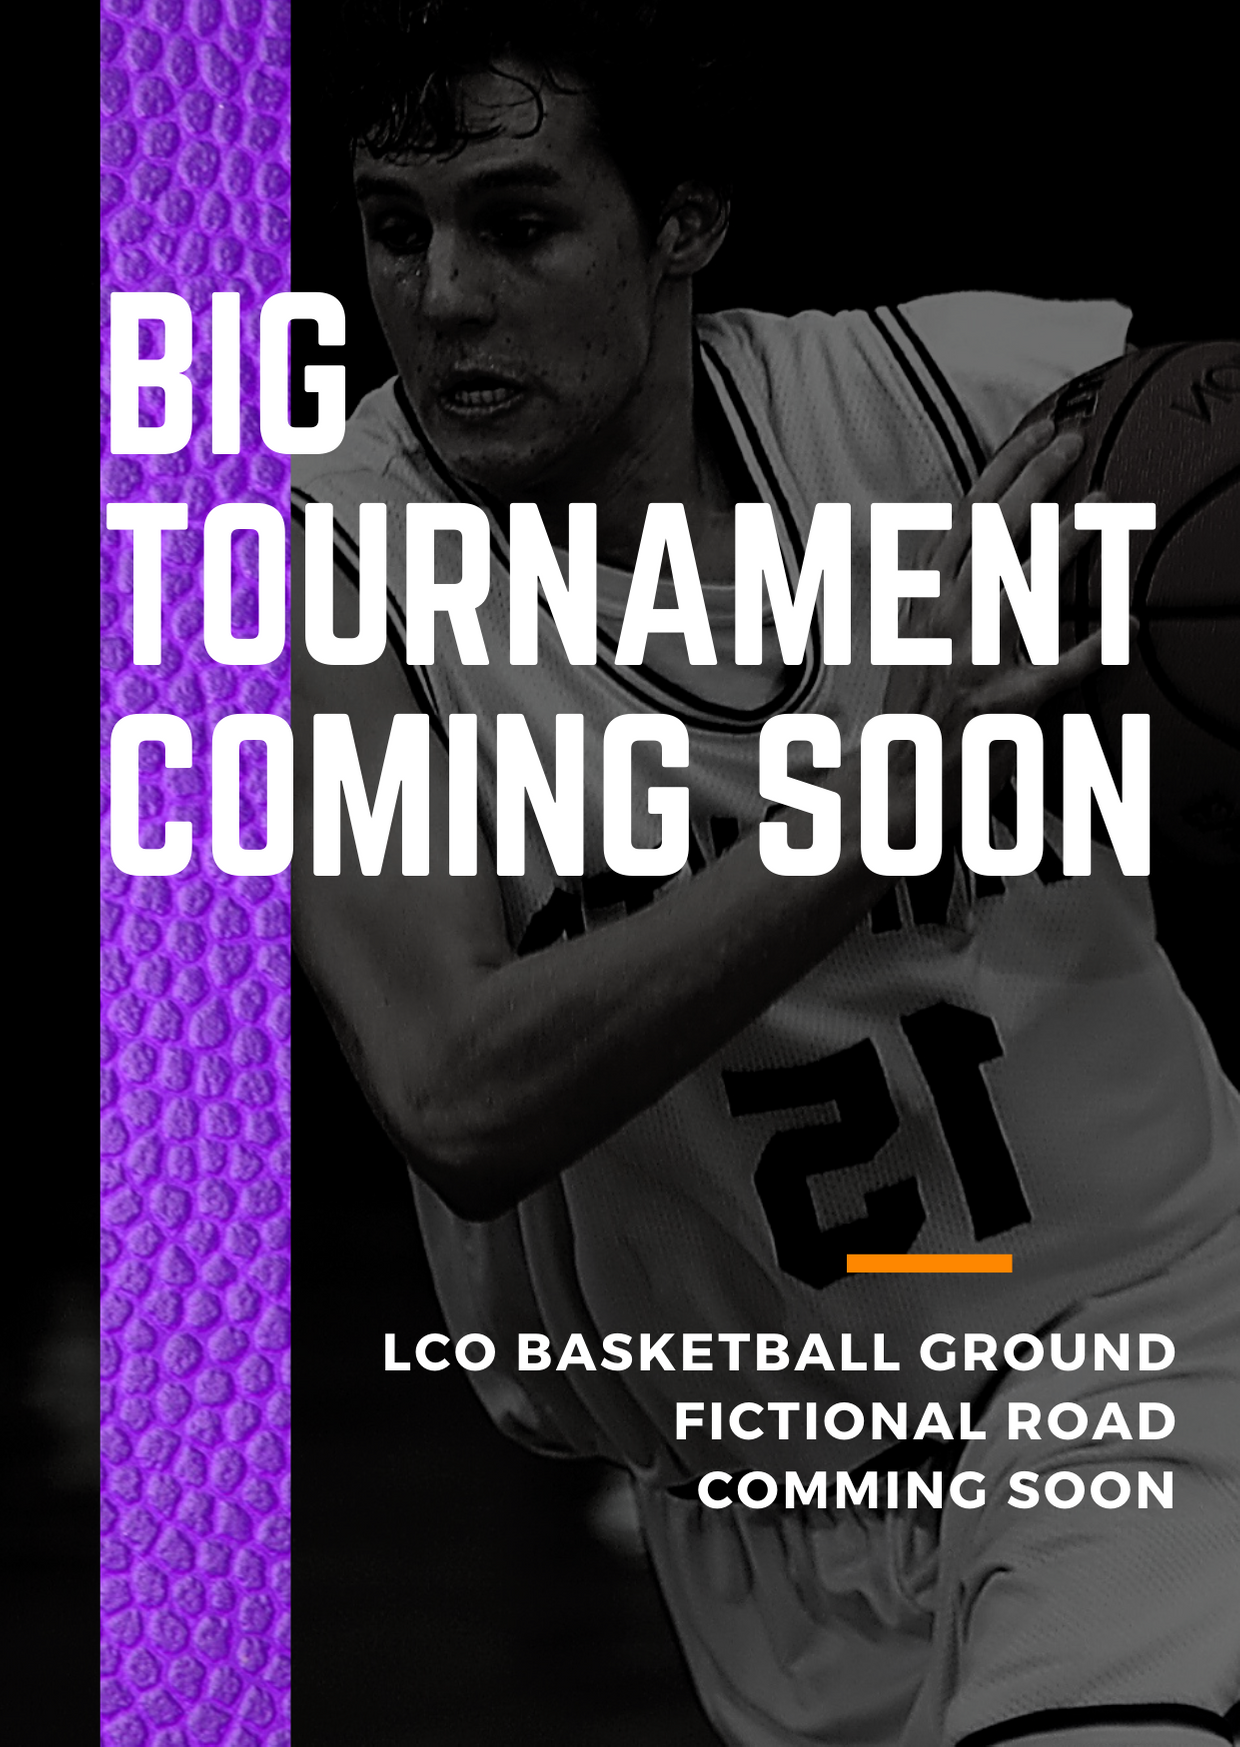 BIG
TOURNAMENT
COMING SOON
LCO BASKETBALL GROUND
FICTIONAL ROAD
COMMING SOON